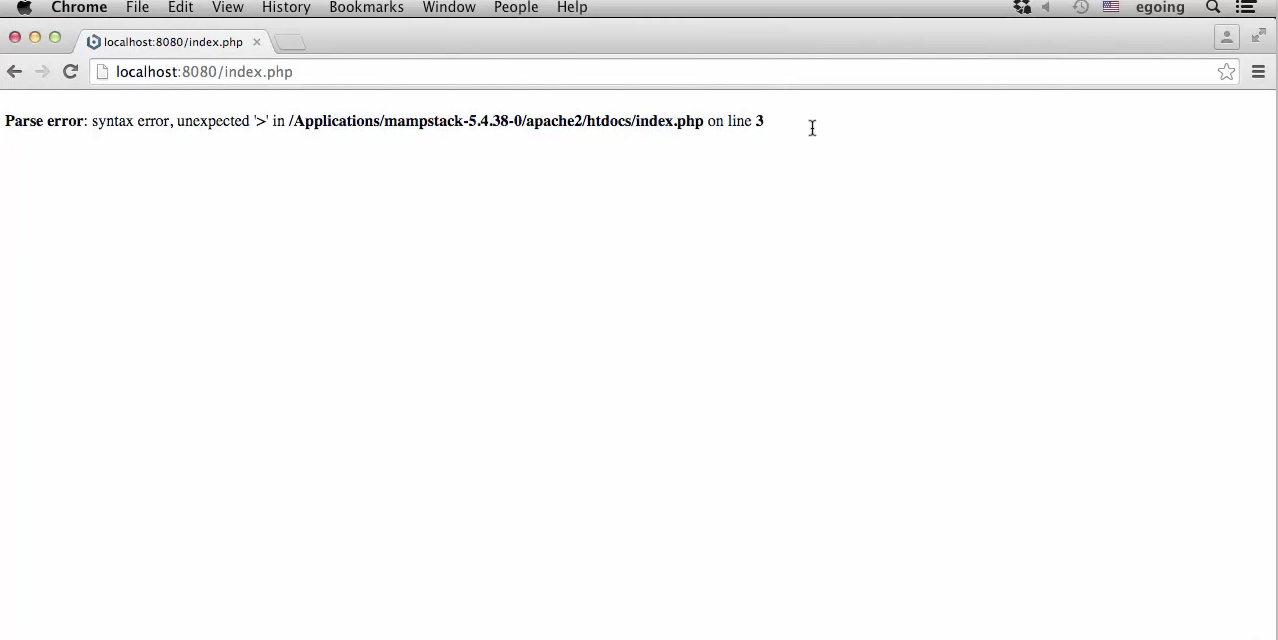 Chrome File Edit View History Bookmarks Window People Help egoing
localhost:8080/index.php
localhost:8080/index.php
Parse error: syntax error, unexpected '>' in /Applications/mampstack-5.4.38-0/apache2/htdocs/index.php on line 3